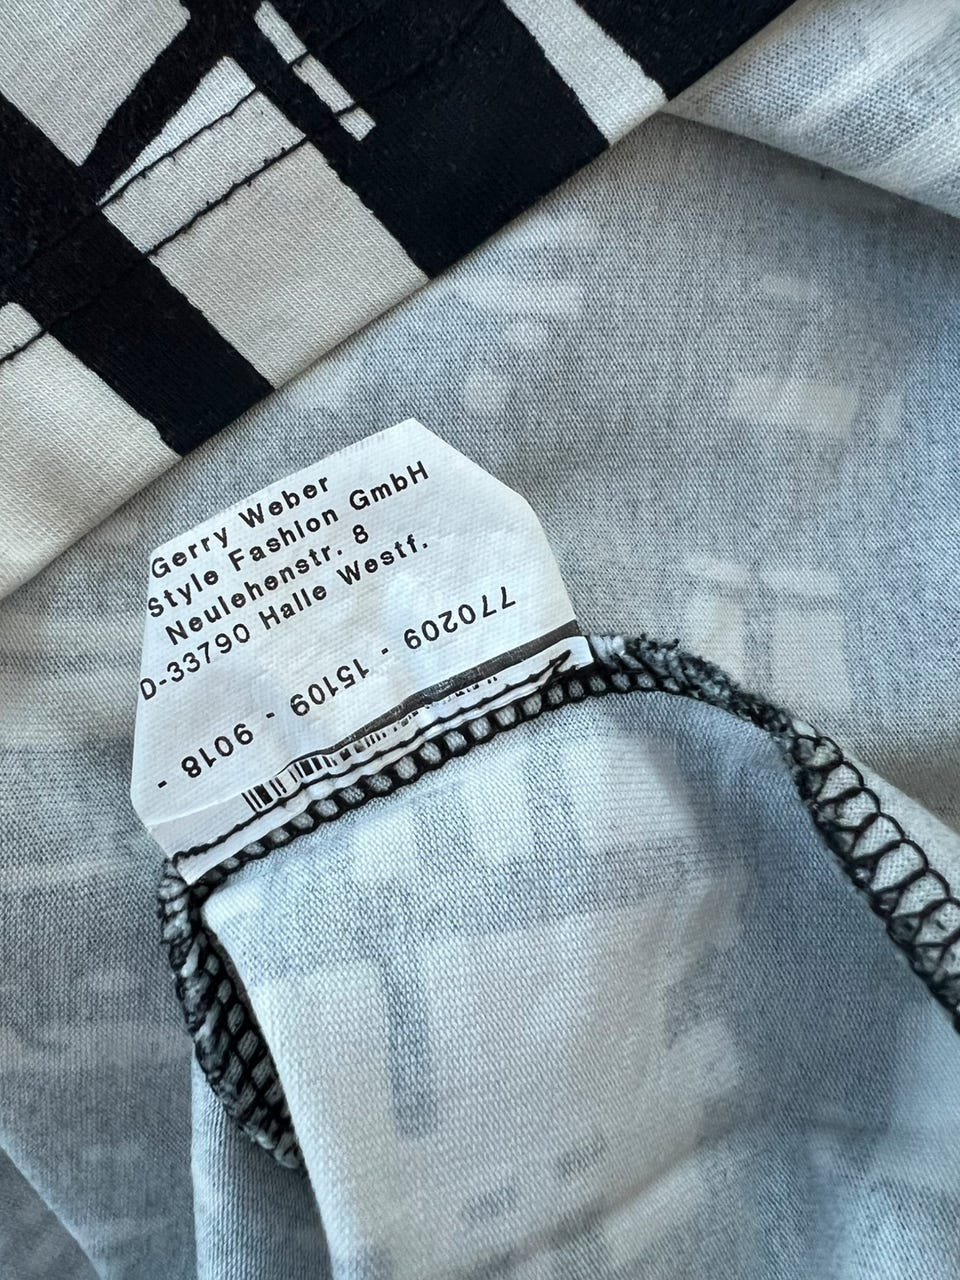 Gerry Weber
Style Fashion GmbH
Neulehenstr. 8
D-33790 Halle Westf.
770209 - 15109 - 9018 -